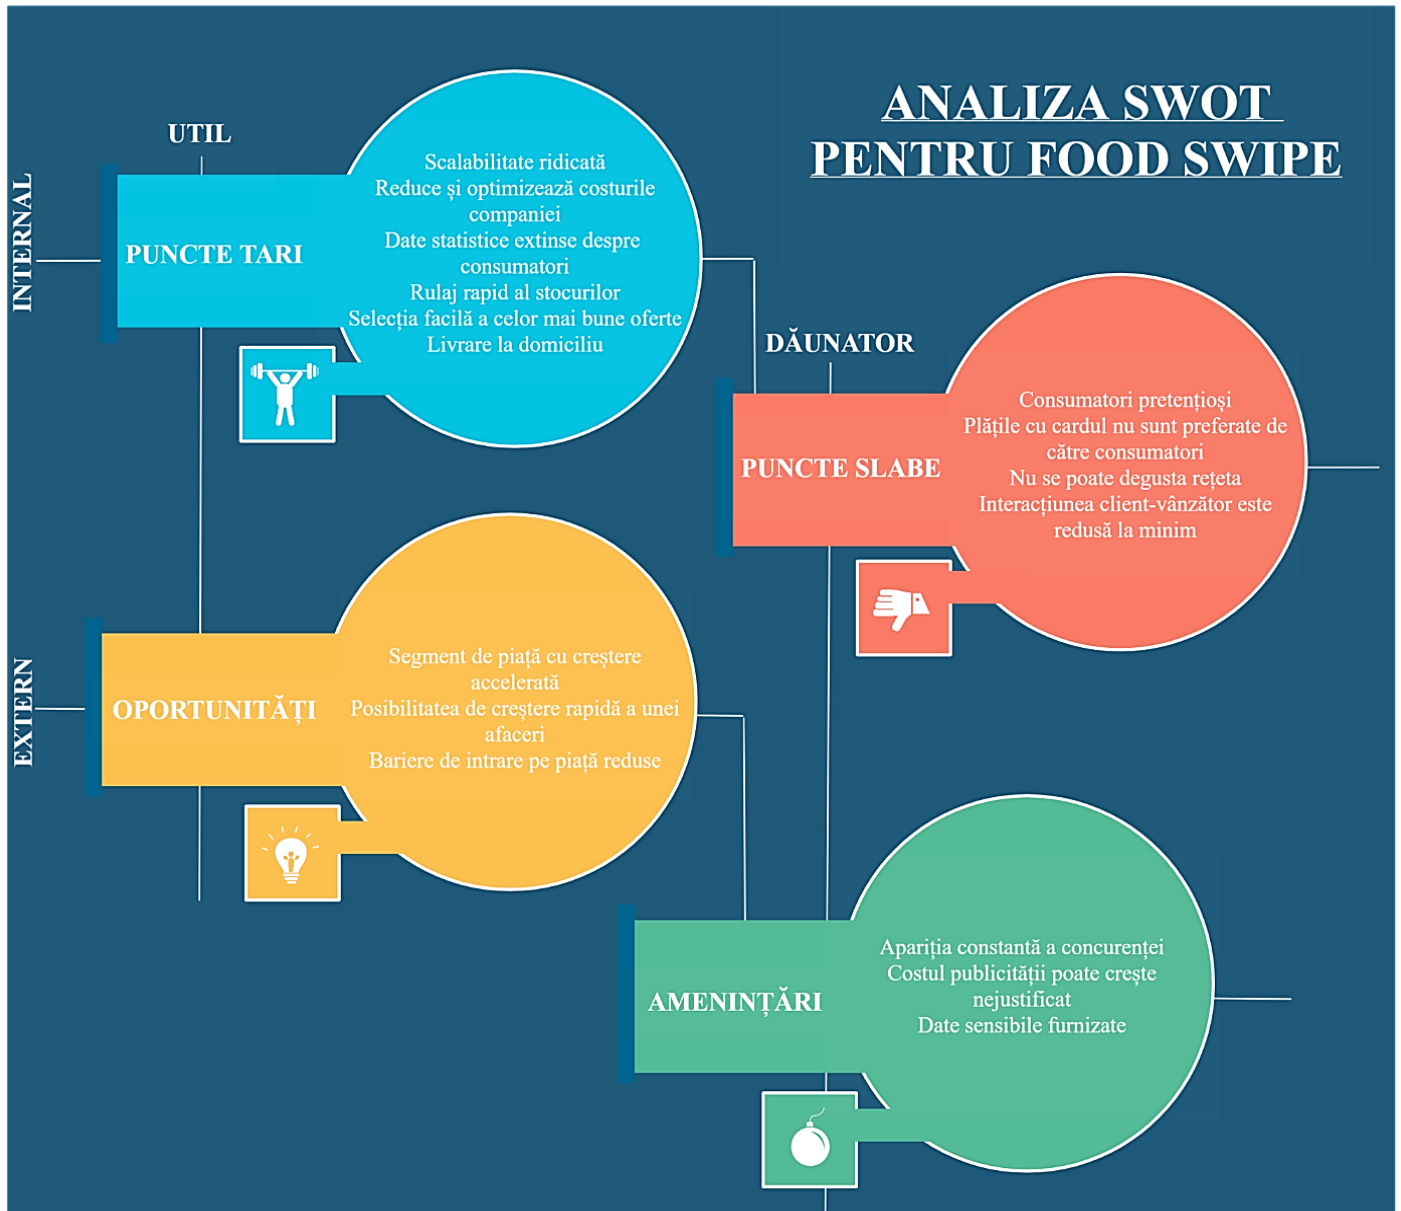 ANALIZA SWOT
PENTRU FOOD SWIPE
UTIL
INTERNAL
PUNCTE TARI
Scalabilitate ridicată
Reduce și optimizează costurile
companiei
Date statistice extinse despre
consumatori
Rulaj rapid al stocurilor
Selecția facilă a celor mai bune oferte
Livrare la domiciliu
DĂUNATOR
PUNCTE SLABE
Consumatori pretențioși
Plățile cu cardul nu sunt preferate de
către consumatori
Nu se poate degusta rețeta
Interacțiunea client-vânzător este
redusă la minim
EXTERN
OPORTUNITĂȚI
Segment de piață cu creștere
accelerată
Posibilitatea de creștere rapidă a unei
afaceri
Bariere de intrare pe piață reduse
AMENINȚĂRI
Apariția constantă a concurenței
Costul publicității poate crește
nejustificat
Date sensibile furnizate